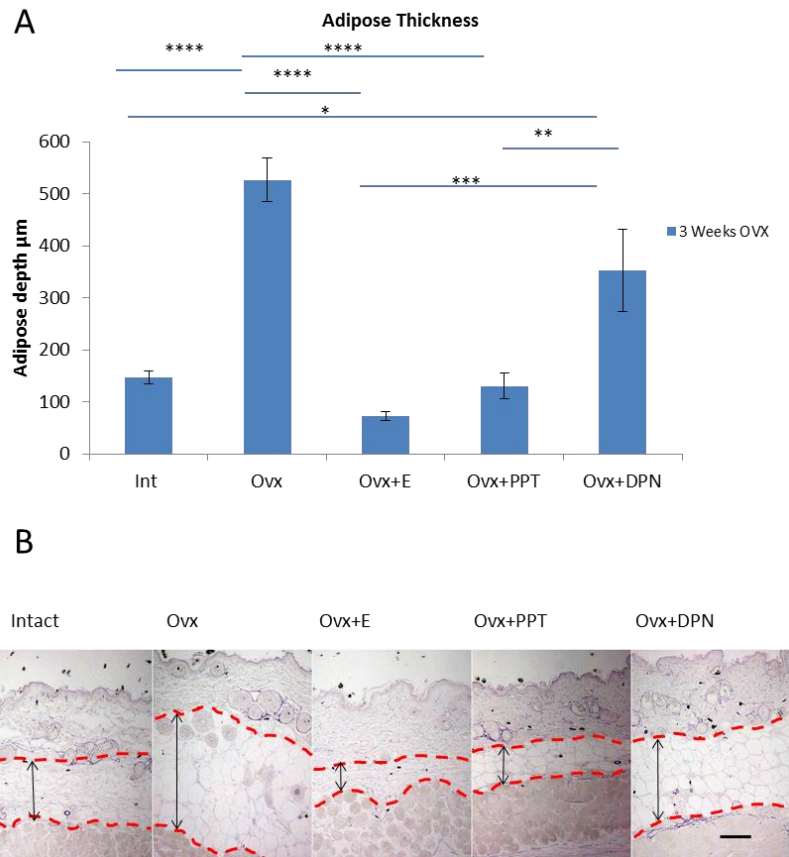 A
Adipose Thickness
**** ****
****
*
**
***
Adipose depth µm
600
500
400
300
200
100
0
3 Weeks OVX
Int Ovx Ovx+E Ovx+PPT Ovx+DPN
B
Intact Ovx Ovx+E Ovx+PPT Ovx+DPN